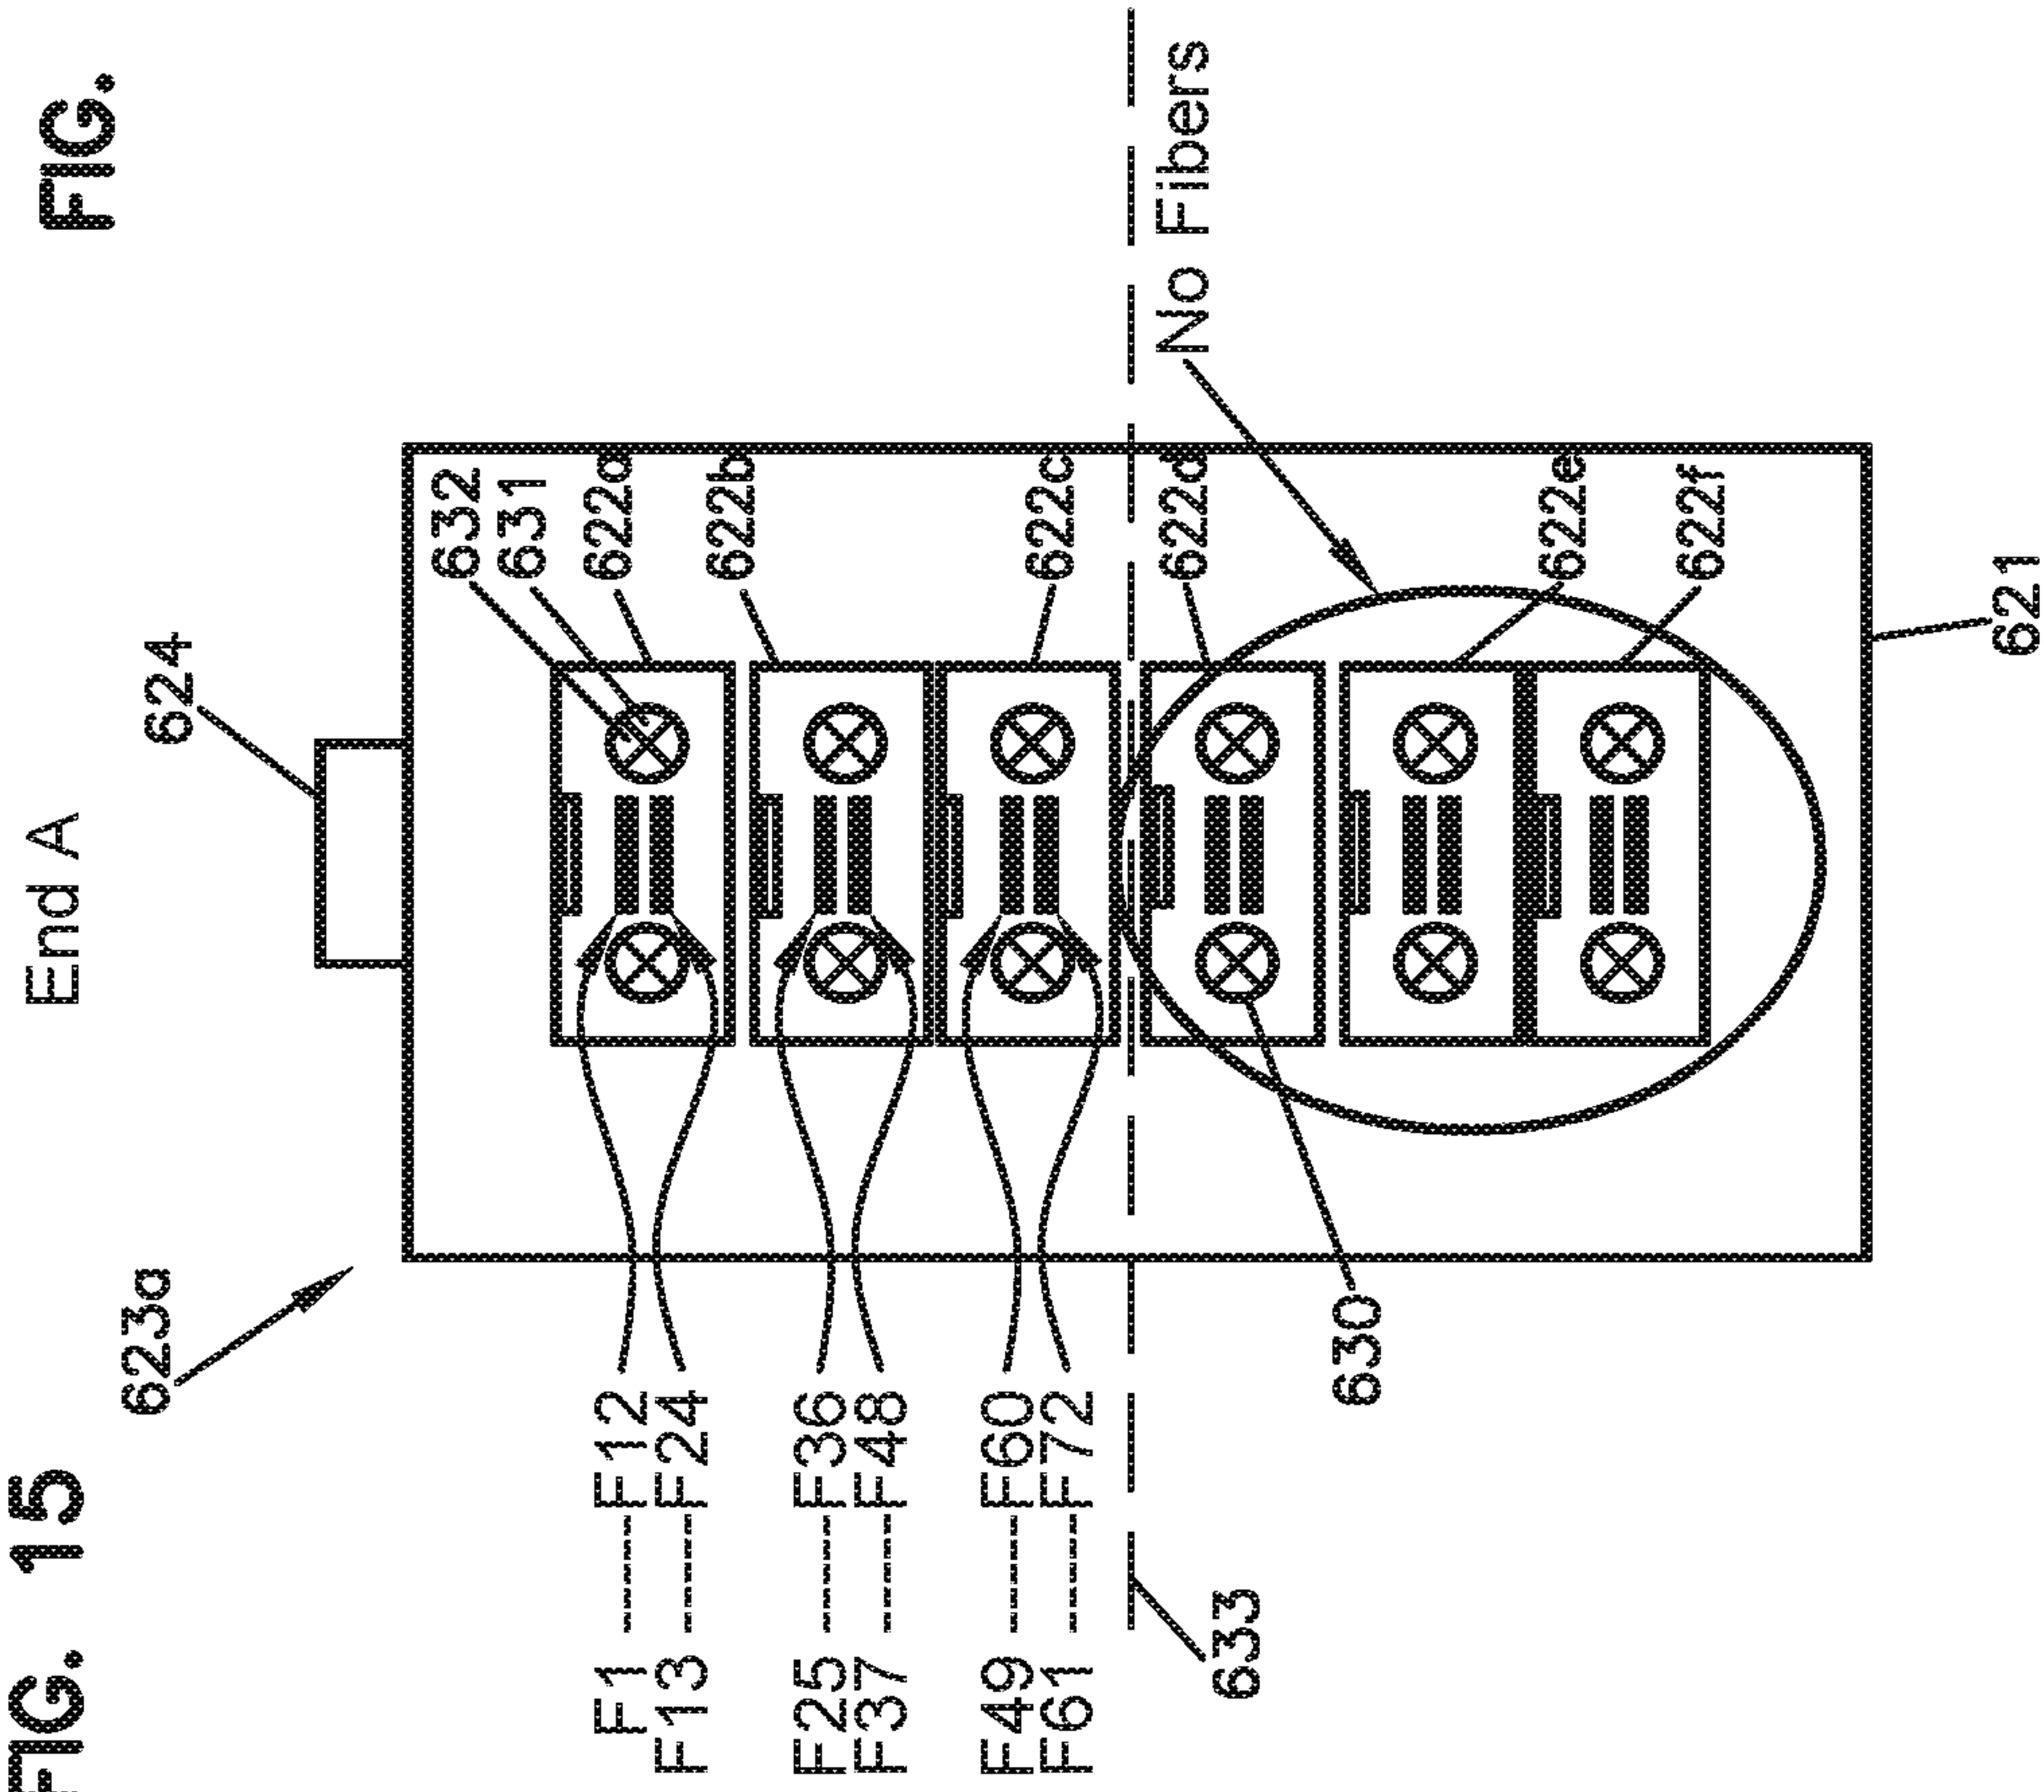 FIG. 15
FIG.
End A
623a
624
632
631
622a
622b
622c
622d
622e
622f
F1 ------ F12
F13 ------ F24
F25 ------ F36
F37 ------ F48
F49 ------ F60
F61 ------ F72
No Fibers
633
630
621